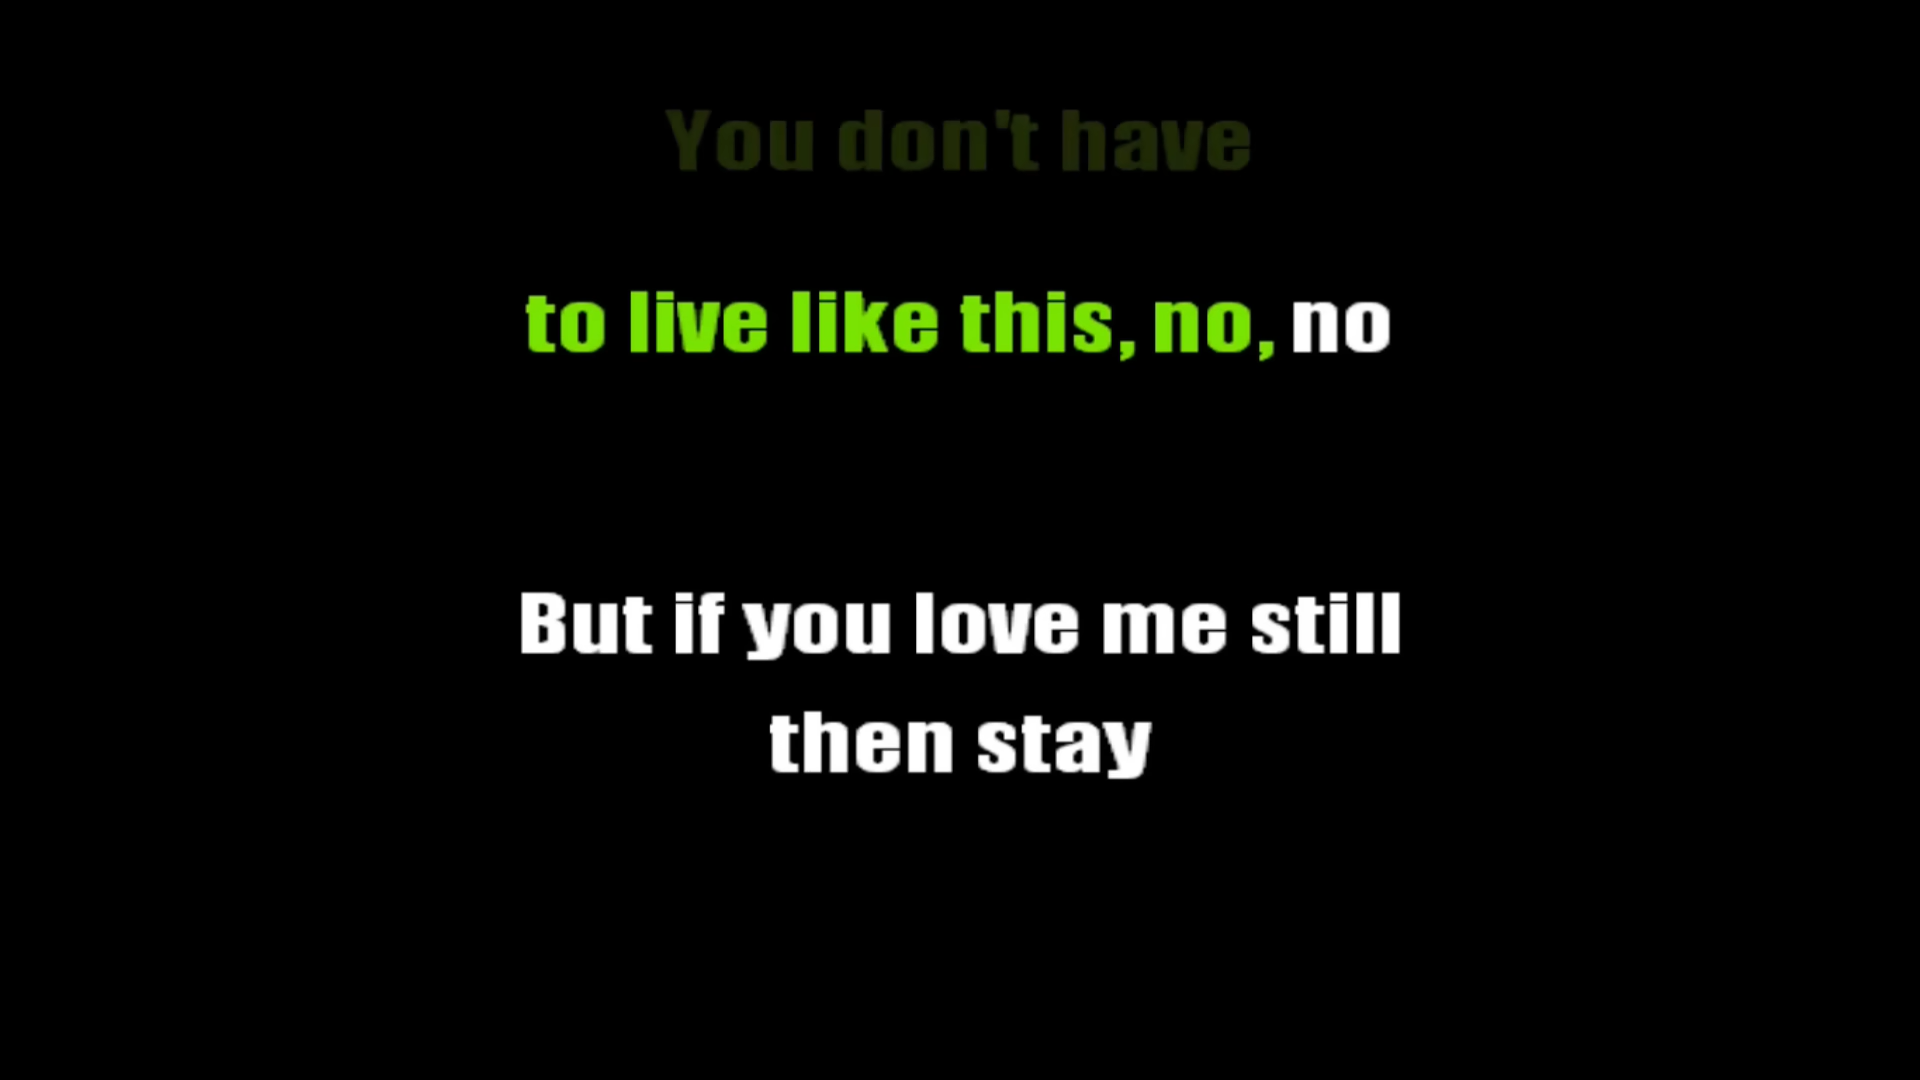 You don't have
to live like this, no, no
But if you love me still
then stay